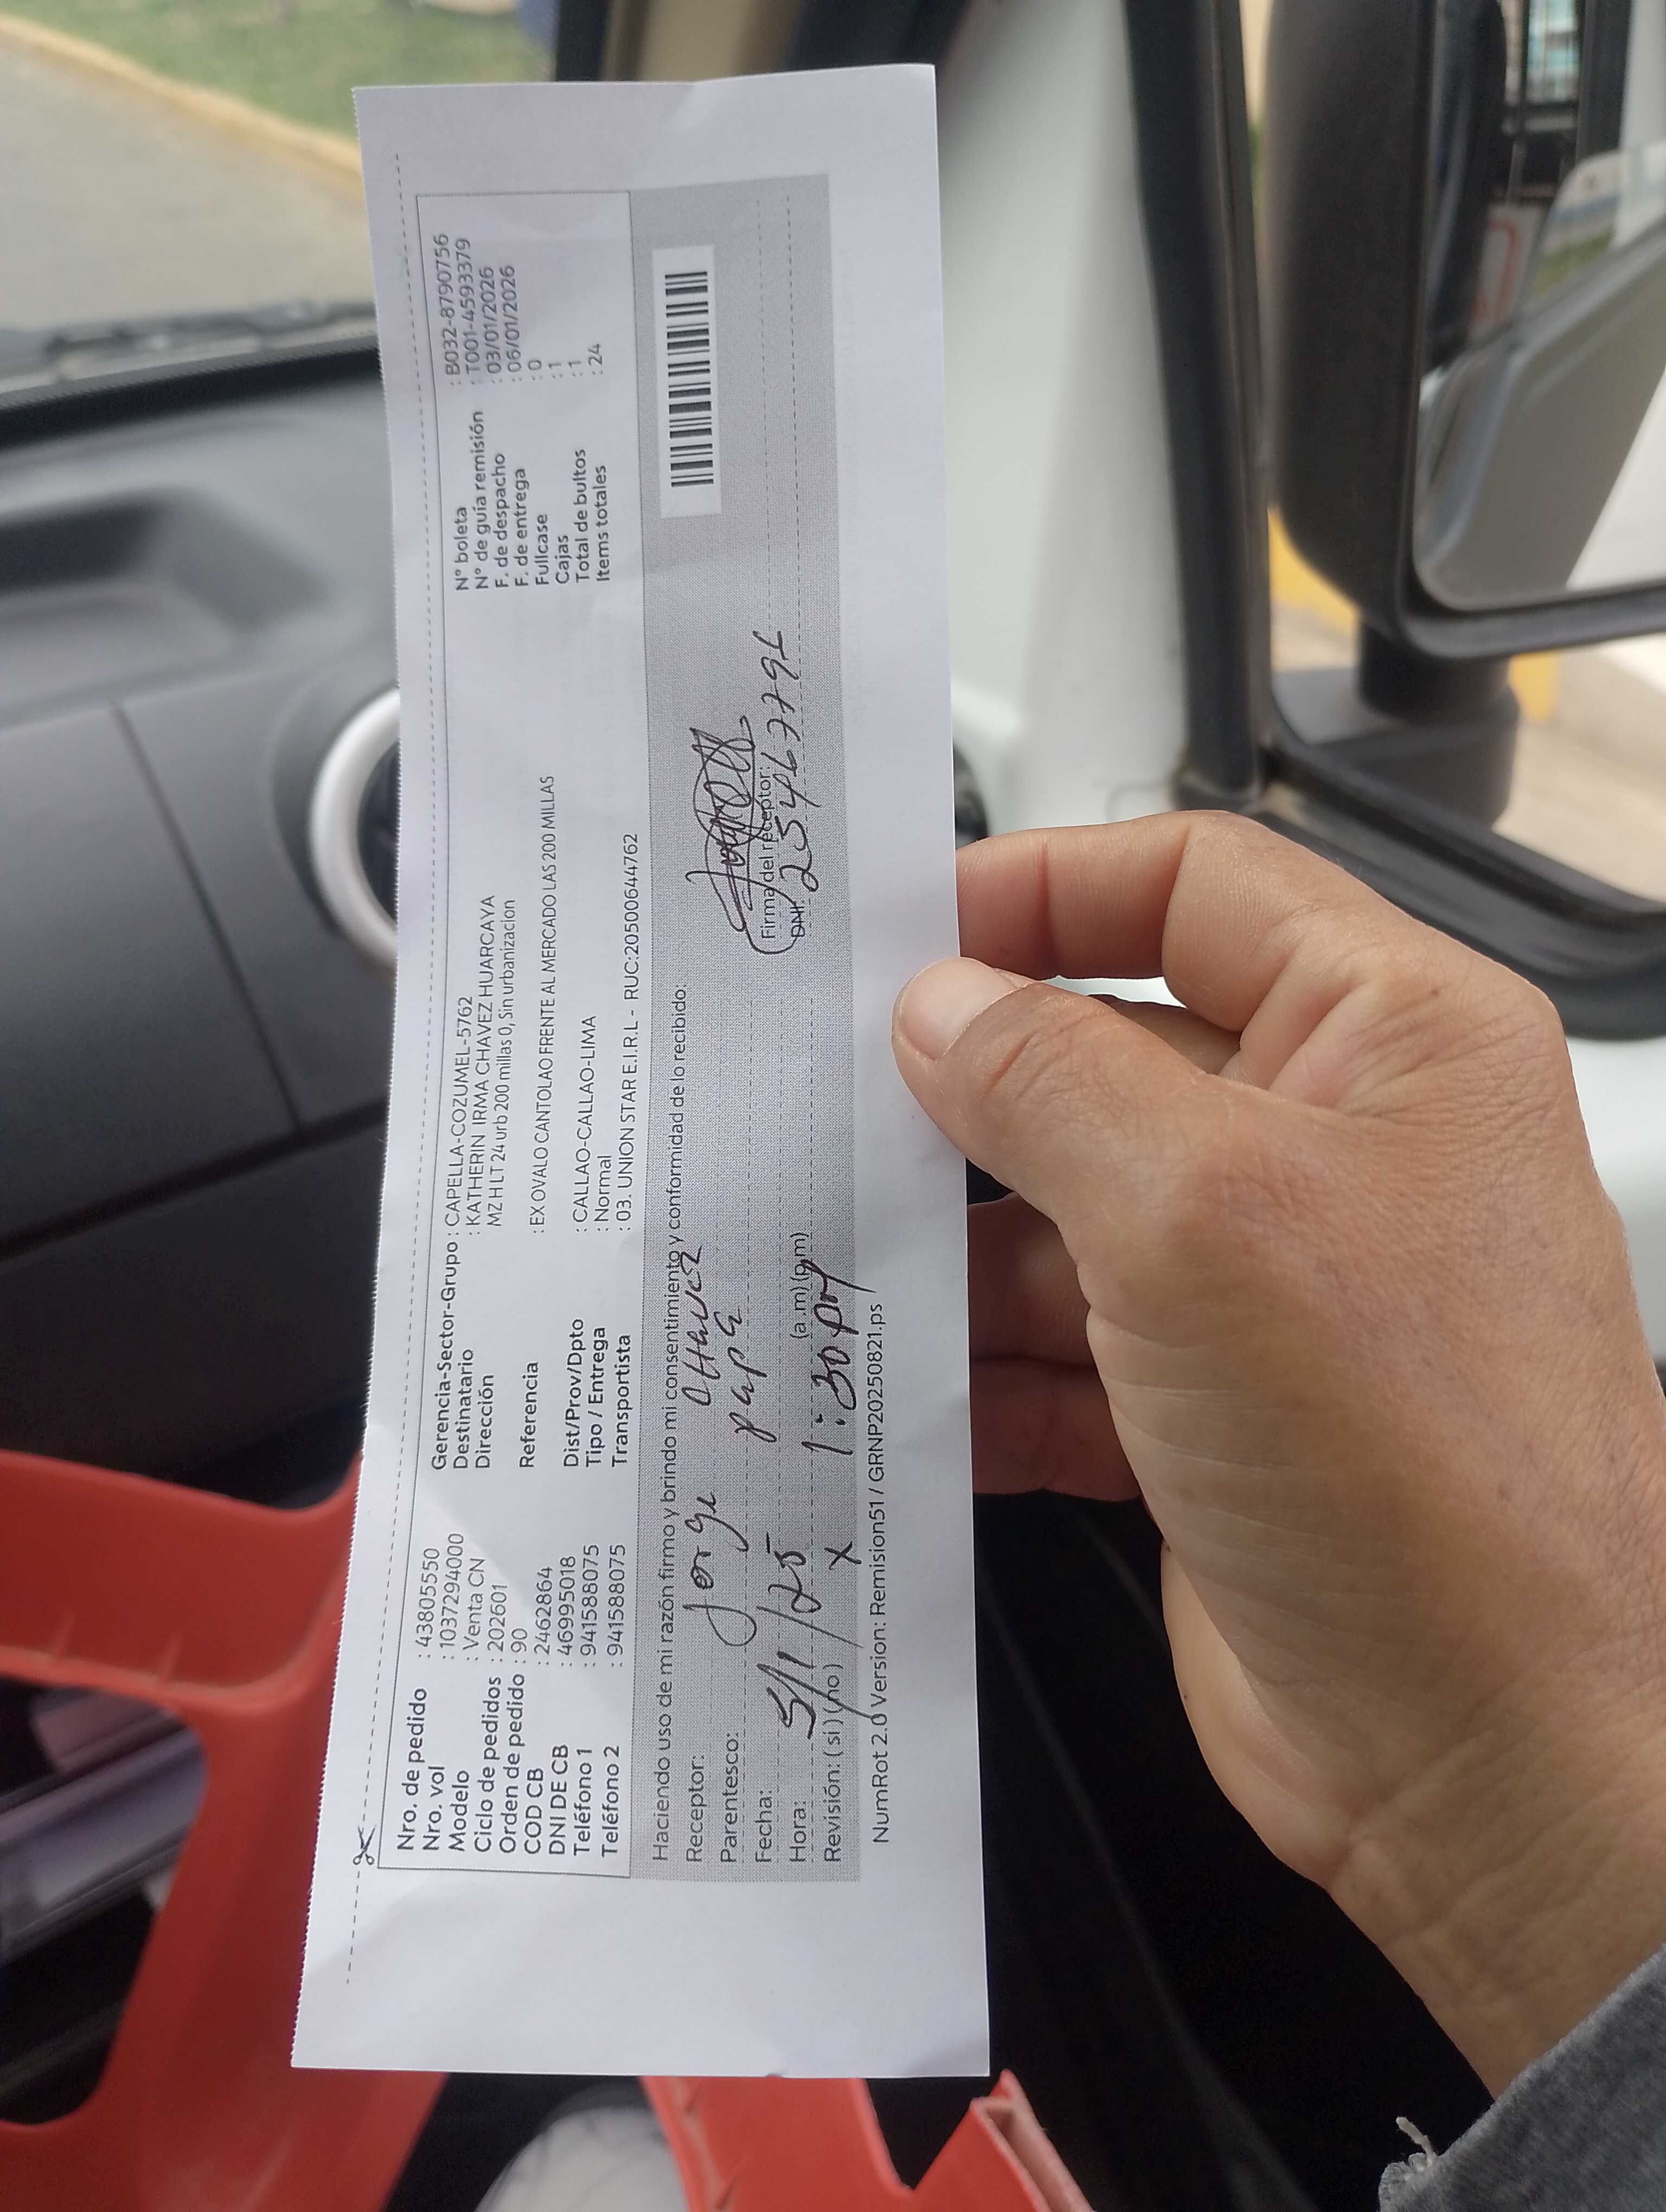 Nro. de pedido : 43805550
Nro. vol : 1037294000
Modelo : Venta CN
Ciclo de pedidos : 202601
Orden de pedido : 90
COD CB : 2462864
DNI DE CB : 46995018
Teléfono 1 : 941588075
Teléfono 2 : 941588075
Gerencia-Sector-Grupo : CAPELLA-COZUMEL-5762
Destinatario : KATHERIN IRMA CHAVEZ HUARCAYA
Dirección MZ H LT 24 urb 200 millas 0, Sin urbanizacion
Referencia : EX OVALO CANTOLAO FRENTE AL MERCADO LAS 200 MILLAS
Dist/Prov/Dpto : CALLAO-CALLAO-LIMA
Tipo / Entrega : Normal
Transportista : 03. UNION STAR E.I.R.L - RUC:20500644762
N° boleta : B032-8790756
N° de guía remisión : T001-4593379
F. de despacho : 03/01/2026
F. de entrega : 06/01/2026
Fullcase : 0
Cajas : 1
Total de bultos : 1
Items totales : 24
Haciendo uso de mi razón firmo y brindo mi consentimiento y conformidad de lo recibido.
Receptor: Jorge Chavez
Parentesco: papa
Fecha: 5/1/25
Hora: 1:30 pm (a.m) (p.m)
Revisión: (si) (no) x
Firma del receptor:
DNI:
NumRot 2.0 Version: Remision51 / GRNP20250821.ps